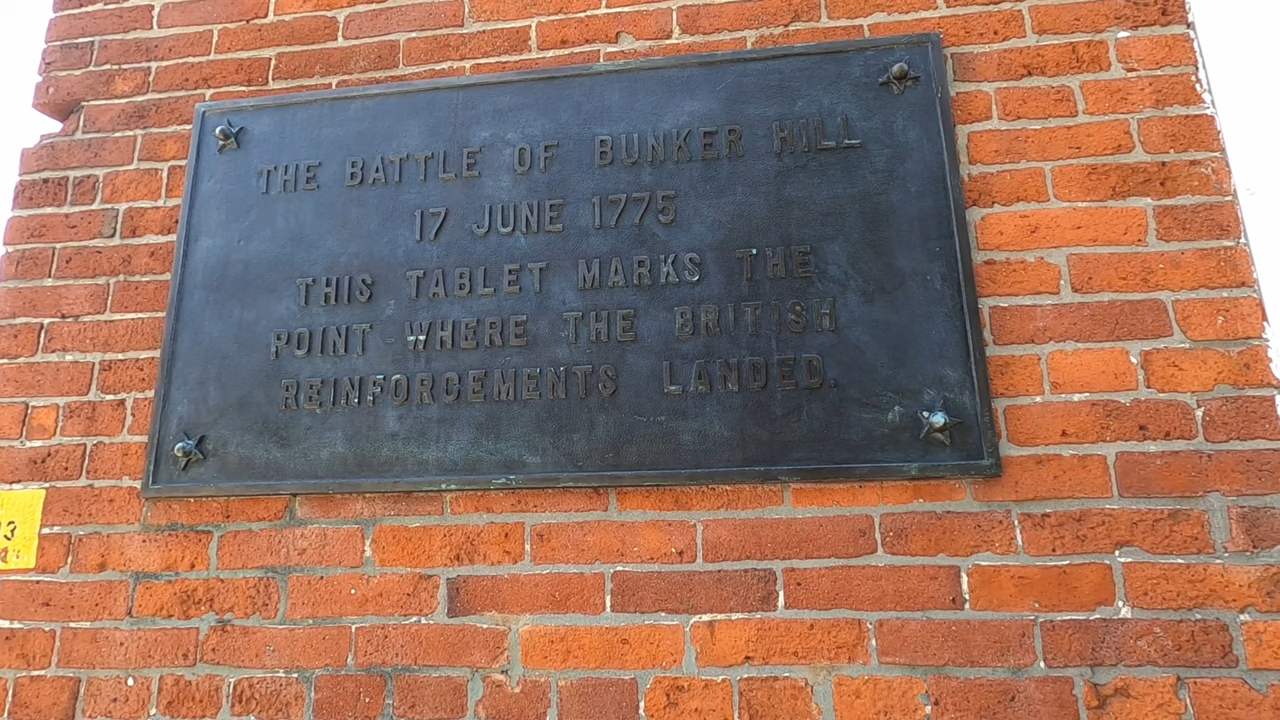 THE BATTLE OF BUNKER HILL
17 JUNE 1775
THIS TABLET MARKS THE
POINT WHERE THE BRITISH
REINFORCEMENTS LANDED.